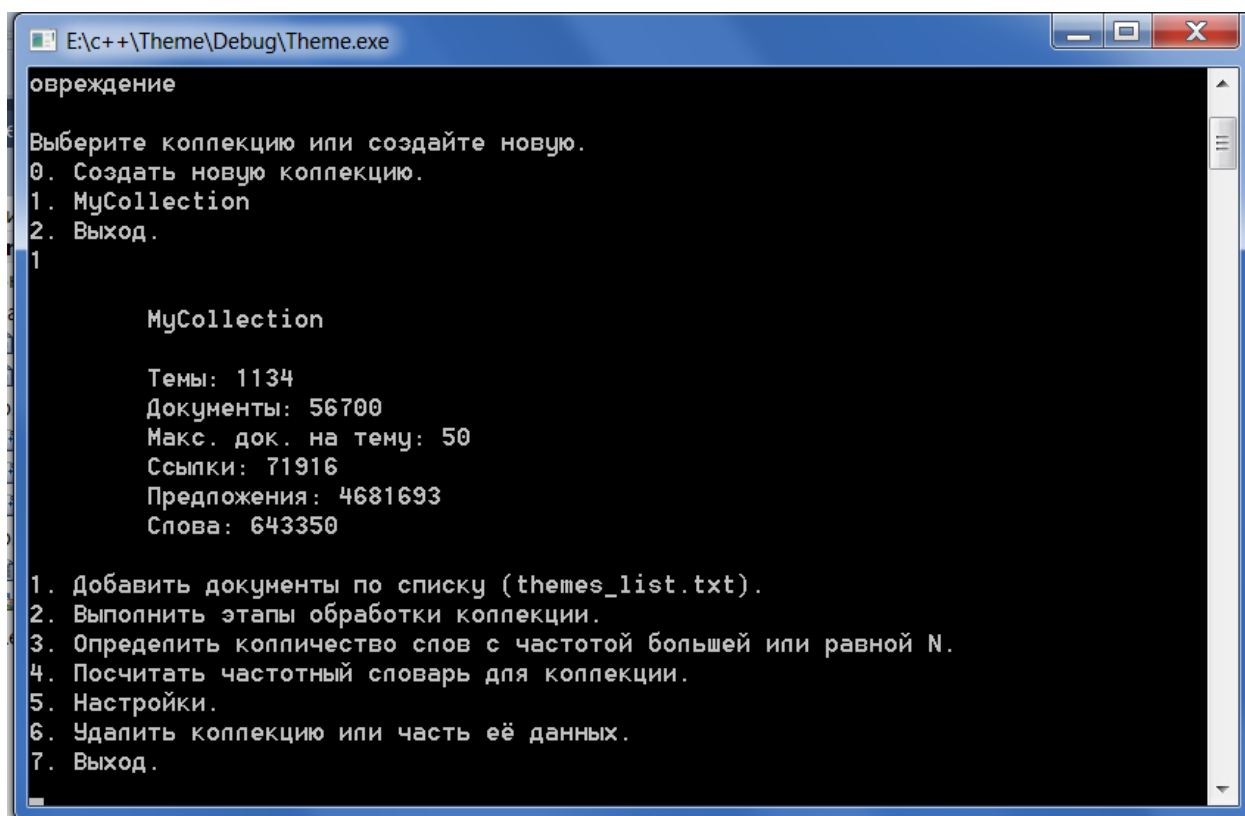 E:\c++\Theme\Debug\Theme.exe
овреждение
Выберите коллекцию или создайте новую.
0. Создать новую коллекцию.
1. MyCollection
2. Выход.
1
MyCollection
Темы: 1134
Документы: 56700
Макс. док. на тему: 50
Ссылки: 71916
Предложения: 4681693
Слова: 643350
1. Добавить документы по списку (themes_list.txt).
2. Выполнить этапы обработки коллекции.
3. Определить колличество слов с частотой большей или равной N.
4. Посчитать частотный словарь для коллекции.
5. Настройки.
6. Удалить коллекцию или часть её данных.
7. Выход.